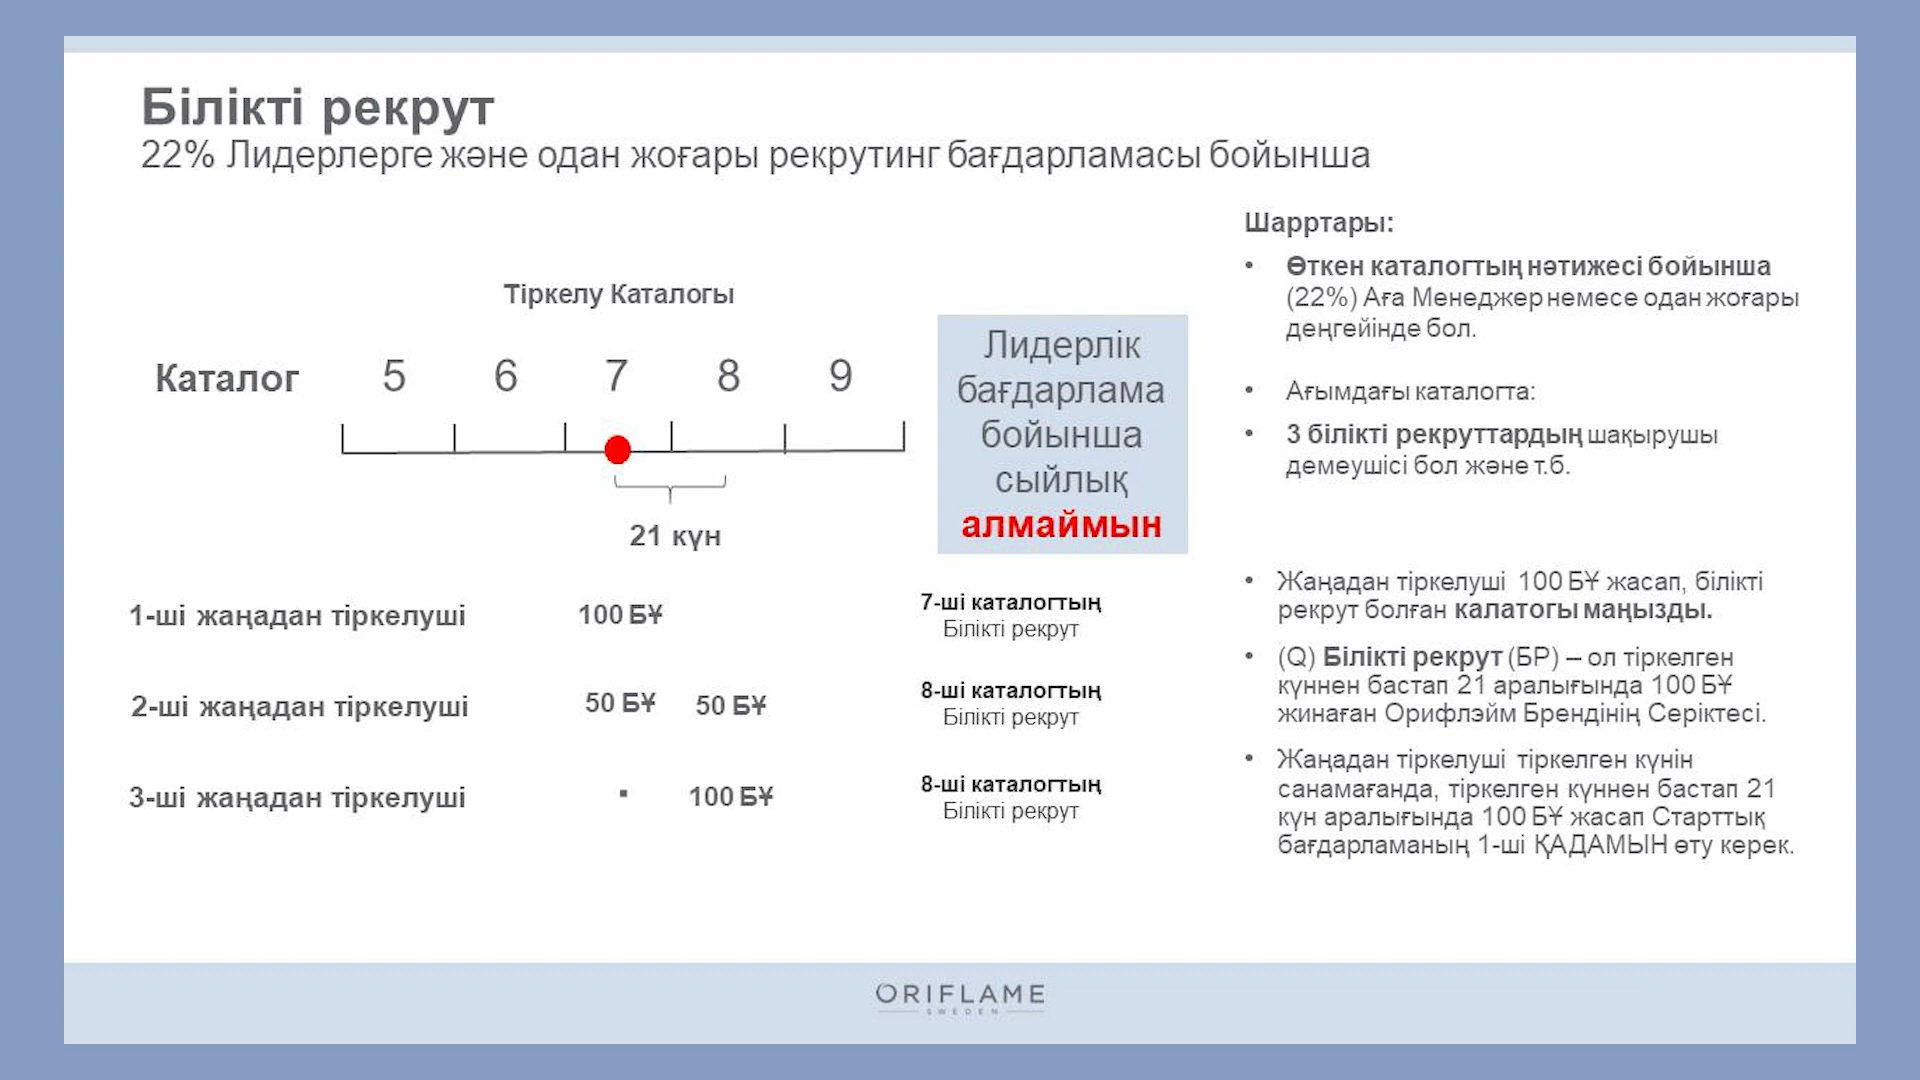 Білікті рекрут
22% Лидерлерге және одан жоғары рекрутинг бағдарламасы бойынша
Тіркелу Каталогы
Каталог 5 6 7 8 9
21 күн
Лидерлік
бағдарлама
бойынша
сыйлық
алмаймын
1-ші жаңадан тіркелуші 100 БҰ 7-ші каталогтың
Білікті рекрут
2-ші жаңадан тіркелуші 50 БҰ 50 БҰ 8-ші каталогтың
Білікті рекрут
3-ші жаңадан тіркелуші 100 БҰ 8-ші каталогтың
Білікті рекрут
Шарртары:
• Өткен каталогтың нәтижесі бойынша
(22%) Аға Менеджер немесе одан жоғары
деңгейінде бол.
• Ағымдағы каталогта:
• 3 білікті рекруттардың шақырушы
демеушісі бол және т.б.
• Жаңадан тіркелуші 100 БҰ жасап, білікті
рекрут болған калатогы маңызды.
• (Q) Білікті рекрут (БР) – ол тіркелген
күннен бастап 21 аралығында 100 БҰ
жинаған Орифлэйм Брендінің Серіктесі.
• Жаңадан тіркелуші тіркелген күнін
санамағанда, тіркелген күннен бастап 21
күн аралығында 100 БҰ жасап Старттық
бағдарламаның 1-ші ҚАДАМЫН өту керек.
ORIFLAME
SWEDEN